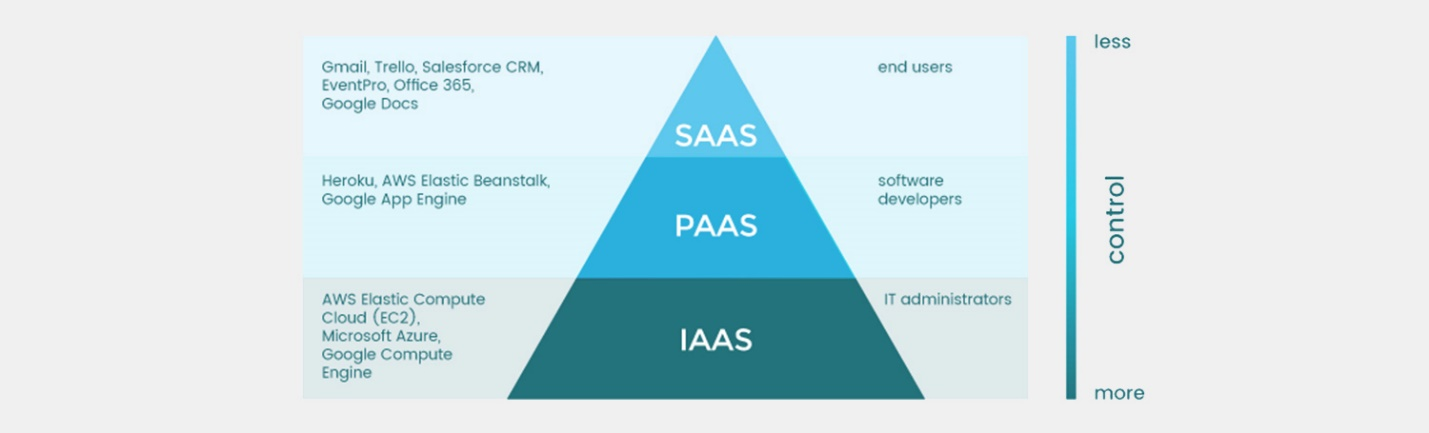 Gmail, Trello, Salesforce CRM,
EventPro, Office 365,
Google Docs
SAAS
end users
less
Heroku, AWS Elastic Beanstalk,
Google App Engine
PAAS
software
developers
control
AWS Elastic Compute
Cloud (EC2),
Microsoft Azure,
Google Compute
Engine
IAAS
IT administrators
more